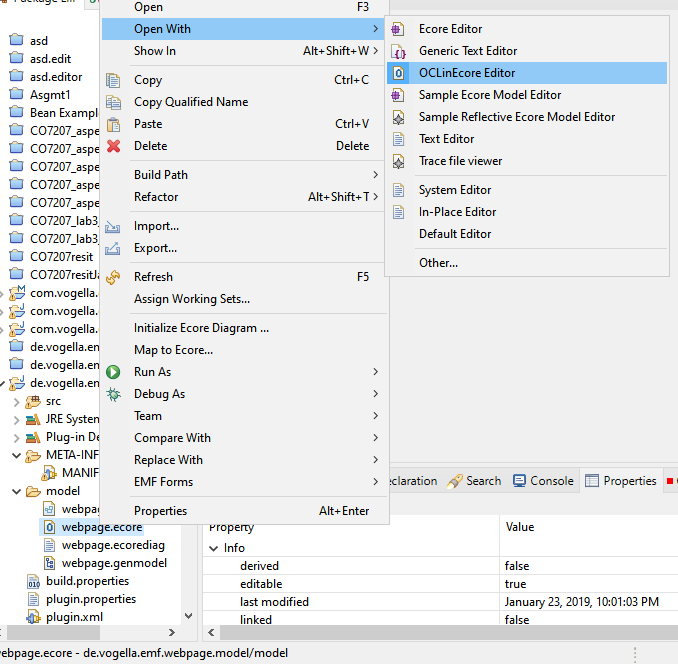 Package Em
Open F3
Open With
Show In Alt+Shift+W
Copy Ctrl+C
Copy Qualified Name
Paste Ctrl+V
Delete Delete
Build Path
Refactor Alt+Shift+T
Import...
Export...
Refresh F5
Assign Working Sets...
Initialize Ecore Diagram ...
Map to Ecore...
Run As
Debug As
Team
Compare With
Replace With
EMF Forms
Properties Alt+Enter
Ecore Editor
Generic Text Editor
OCLinEcore Editor
Sample Ecore Model Editor
Sample Reflective Ecore Model Editor
Text Editor
Trace file viewer
System Editor
In-Place Editor
Default Editor
Other...
asd
asd.edit
asd.editor
Asgmt1
Bean Exampl
CO7207_aspe
CO7207_aspe
CO7207_aspe
CO7207_aspe
CO7207_aspe
CO7207_lab3
CO7207_lab3
CO7207resit
CO7207resitJa
com.vogella.
com.vogella.
com.vogella.
de.vogella.em
de.vogella.em
de.vogella.em
src
JRE System
Plug-in De
META-INF
MANIF
model
webpag
webpage.ecore
webpage.ecorediag
webpage.genmodel
build.properties
plugin.properties
plugin.xml
eclaration Search Console Properties
Property Value
Info
derived false
editable true
last modified January 23, 2019, 10:01:03 PM
linked false
webpage.ecore - de.vogella.emf.webpage.model/model